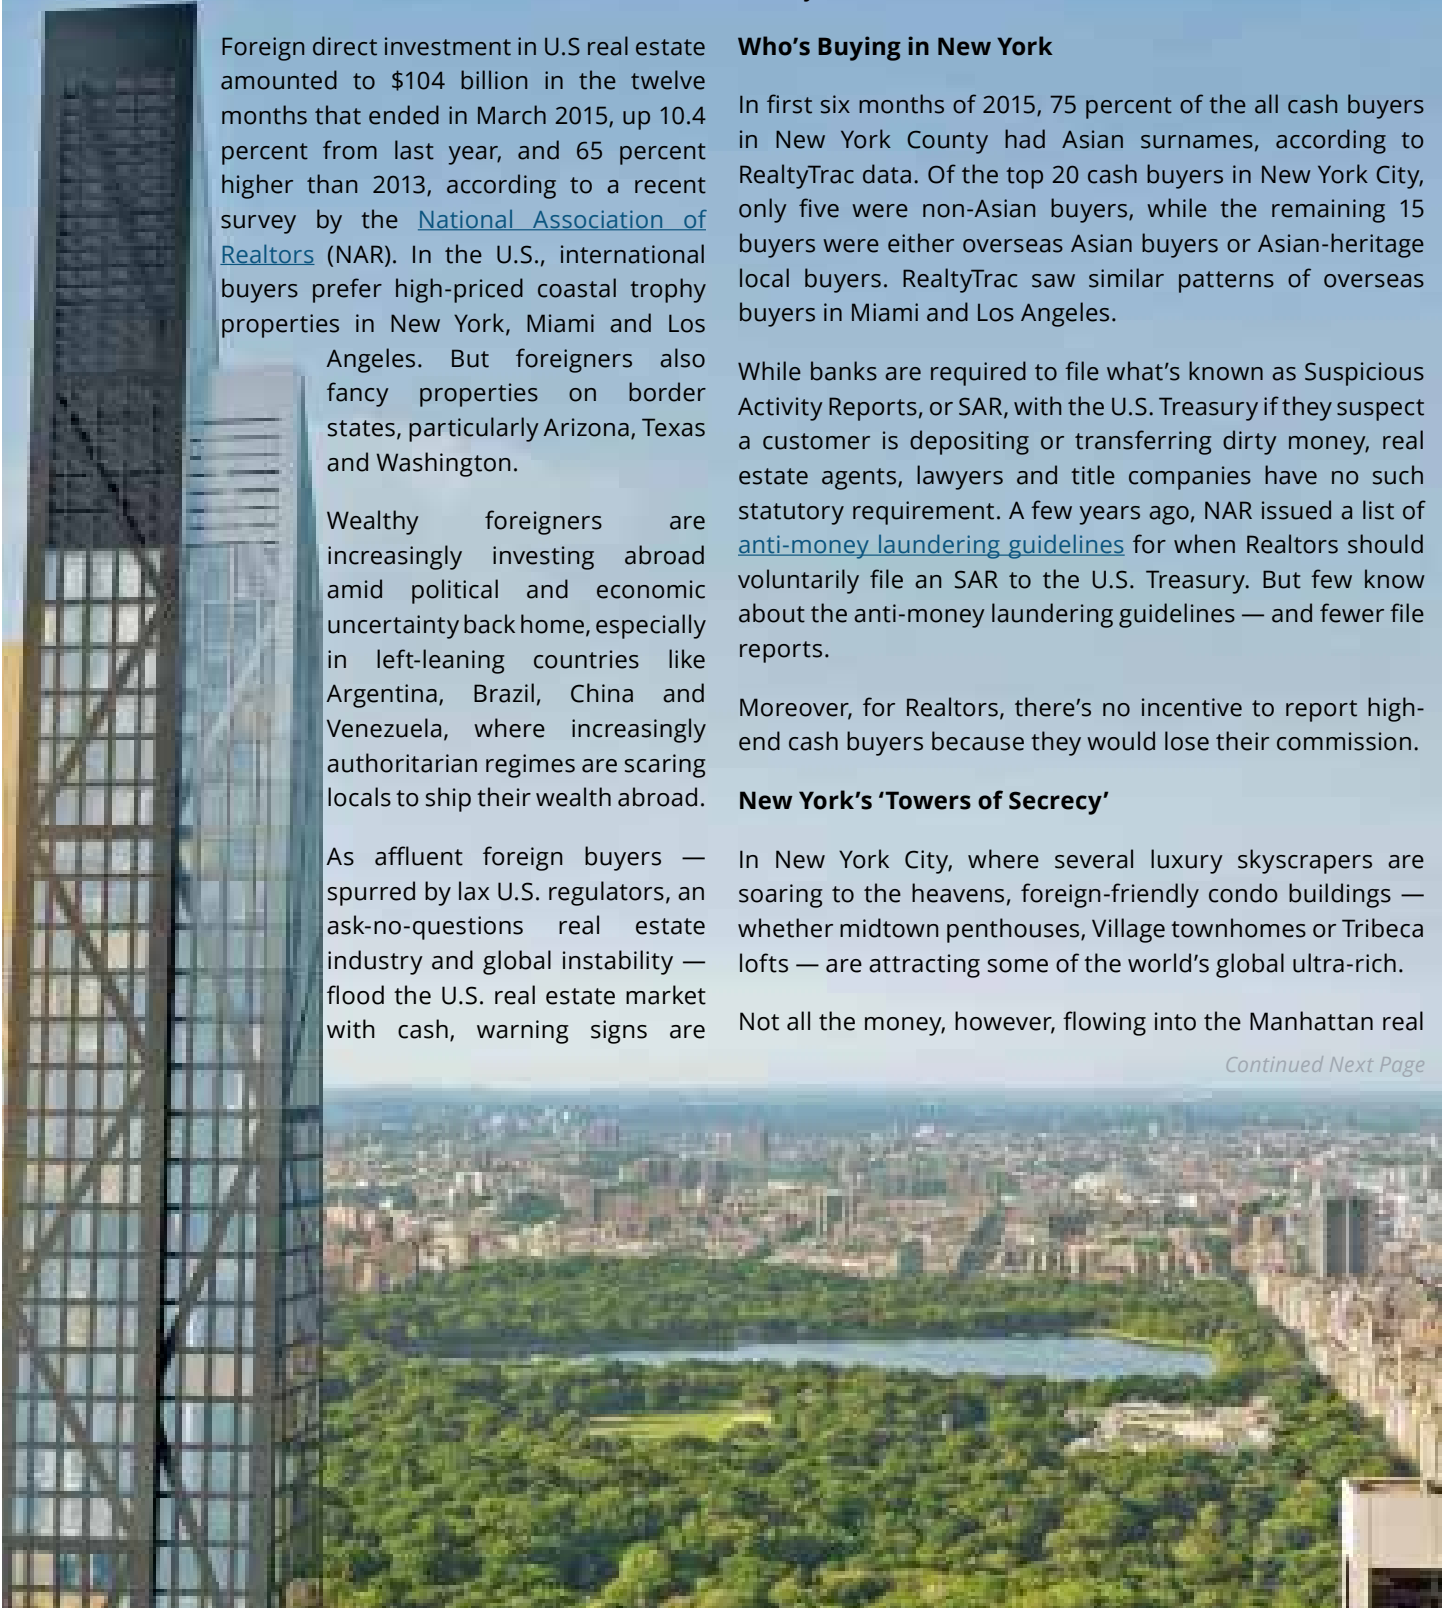 Foreign direct investment in U.S real estate
amounted to $104 billion in the twelve
months that ended in March 2015, up 10.4
percent from last year, and 65 percent
higher than 2013, according to a recent
survey by the National Association of
Realtors (NAR). In the U.S., international
buyers prefer high-priced coastal trophy
properties in New York, Miami and Los
Angeles. But foreigners also
fancy properties on border
states, particularly Arizona, Texas
and Washington.
Wealthy foreigners are
increasingly investing abroad
amid political and economic
uncertainty back home, especially
in left-leaning countries like
Argentina, Brazil, China and
Venezuela, where increasingly
authoritarian regimes are scaring
locals to ship their wealth abroad.
As affluent foreign buyers —
spurred by lax U.S. regulators, an
ask-no-questions real estate
industry and global instability —
flood the U.S. real estate market
with cash, warning signs are
Who’s Buying in New York
In first six months of 2015, 75 percent of the all cash buyers
in New York County had Asian surnames, according to
RealtyTrac data. Of the top 20 cash buyers in New York City,
only five were non-Asian buyers, while the remaining 15
buyers were either overseas Asian buyers or Asian-heritage
local buyers. RealtyTrac saw similar patterns of overseas
buyers in Miami and Los Angeles.
While banks are required to file what’s known as Suspicious
Activity Reports, or SAR, with the U.S. Treasury if they suspect
a customer is depositing or transferring dirty money, real
estate agents, lawyers and title companies have no such
statutory requirement. A few years ago, NAR issued a list of
anti-money laundering guidelines for when Realtors should
voluntarily file an SAR to the U.S. Treasury. But few know
about the anti-money laundering guidelines — and fewer file
reports.
Moreover, for Realtors, there’s no incentive to report high-
end cash buyers because they would lose their commission.
New York’s ‘Towers of Secrecy’
In New York City, where several luxury skyscrapers are
soaring to the heavens, foreign-friendly condo buildings —
whether midtown penthouses, Village townhomes or Tribeca
lofts — are attracting some of the world’s global ultra-rich.
Not all the money, however, flowing into the Manhattan real
Continued Next Page